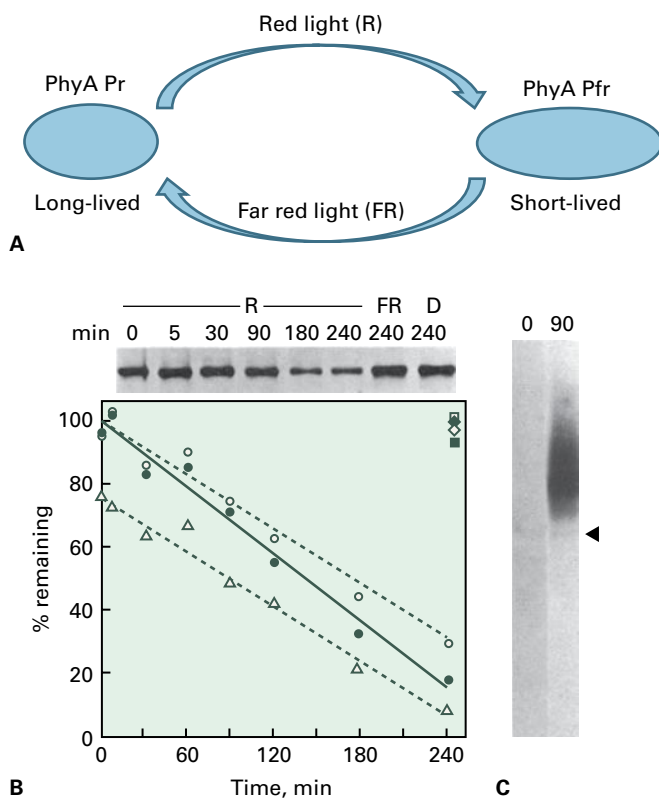 Red light (R)
PhyA Pr
PhyA Pfr
Long-lived
Far red light (FR)
Short-lived
A
R FR D
min 0 5 30 90 180 240 240 240
0 90
100
80
60
40
20
0
% remaining
0 60 120 180 240
Time, min
B
C